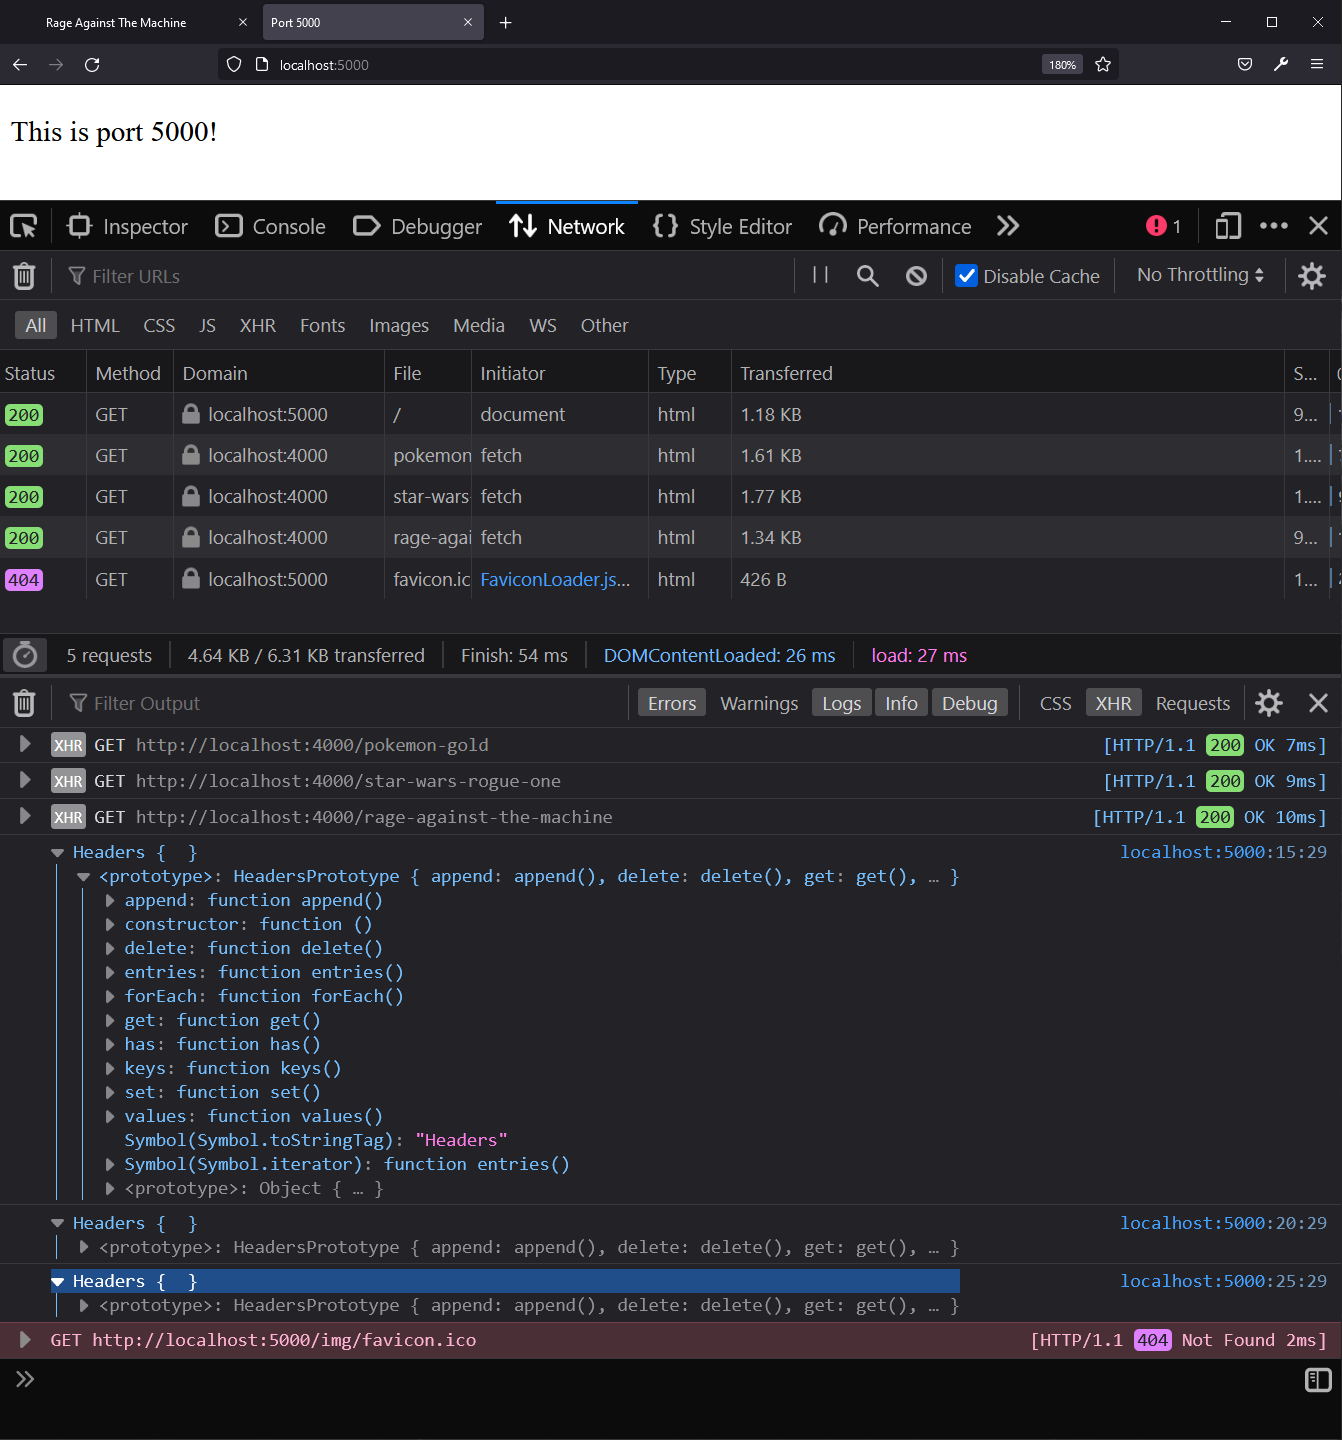 Rage Against The Machine
Port 5000
localhost:5000
180%
This is port 5000!
Inspector Console Debugger Network Style Editor Performance 1
Filter URLs Disable Cache No Throttling
All HTML CSS JS XHR Fonts Images Media WS Other
Status Method Domain File Initiator Type Transferred S...
200 GET localhost:5000 / document html 1.18 KB 9...
200 GET localhost:4000 pokemon fetch html 1.61 KB 1....
200 GET localhost:4000 star-wars- fetch html 1.77 KB 1....
200 GET localhost:4000 rage-agai fetch html 1.34 KB 9...
404 GET localhost:5000 favicon.ic FaviconLoader.js... html 426 B 1...
5 requests 4.64 KB / 6.31 KB transferred Finish: 54 ms DOMContentLoaded: 26 ms load: 27 ms
Filter Output Errors Warnings Logs Info Debug CSS XHR Requests
XHR GET http://localhost:4000/pokemon-gold [HTTP/1.1 200 OK 7ms]
XHR GET http://localhost:4000/star-wars-rogue-one [HTTP/1.1 200 OK 9ms]
XHR GET http://localhost:4000/rage-against-the-machine [HTTP/1.1 200 OK 10ms]
Headers { } localhost:5000:15:29
<prototype>: HeadersPrototype { append: append(), delete: delete(), get: get(), … }
append: function append()
constructor: function ()
delete: function delete()
entries: function entries()
forEach: function forEach()
get: function get()
has: function has()
keys: function keys()
set: function set()
values: function values()
Symbol(Symbol.toStringTag): "Headers"
Symbol(Symbol.iterator): function entries()
<prototype>: Object { … }
Headers { } localhost:5000:20:29
<prototype>: HeadersPrototype { append: append(), delete: delete(), get: get(), … }
Headers { } localhost:5000:25:29
<prototype>: HeadersPrototype { append: append(), delete: delete(), get: get(), … }
GET http://localhost:5000/img/favicon.ico [HTTP/1.1 404 Not Found 2ms]